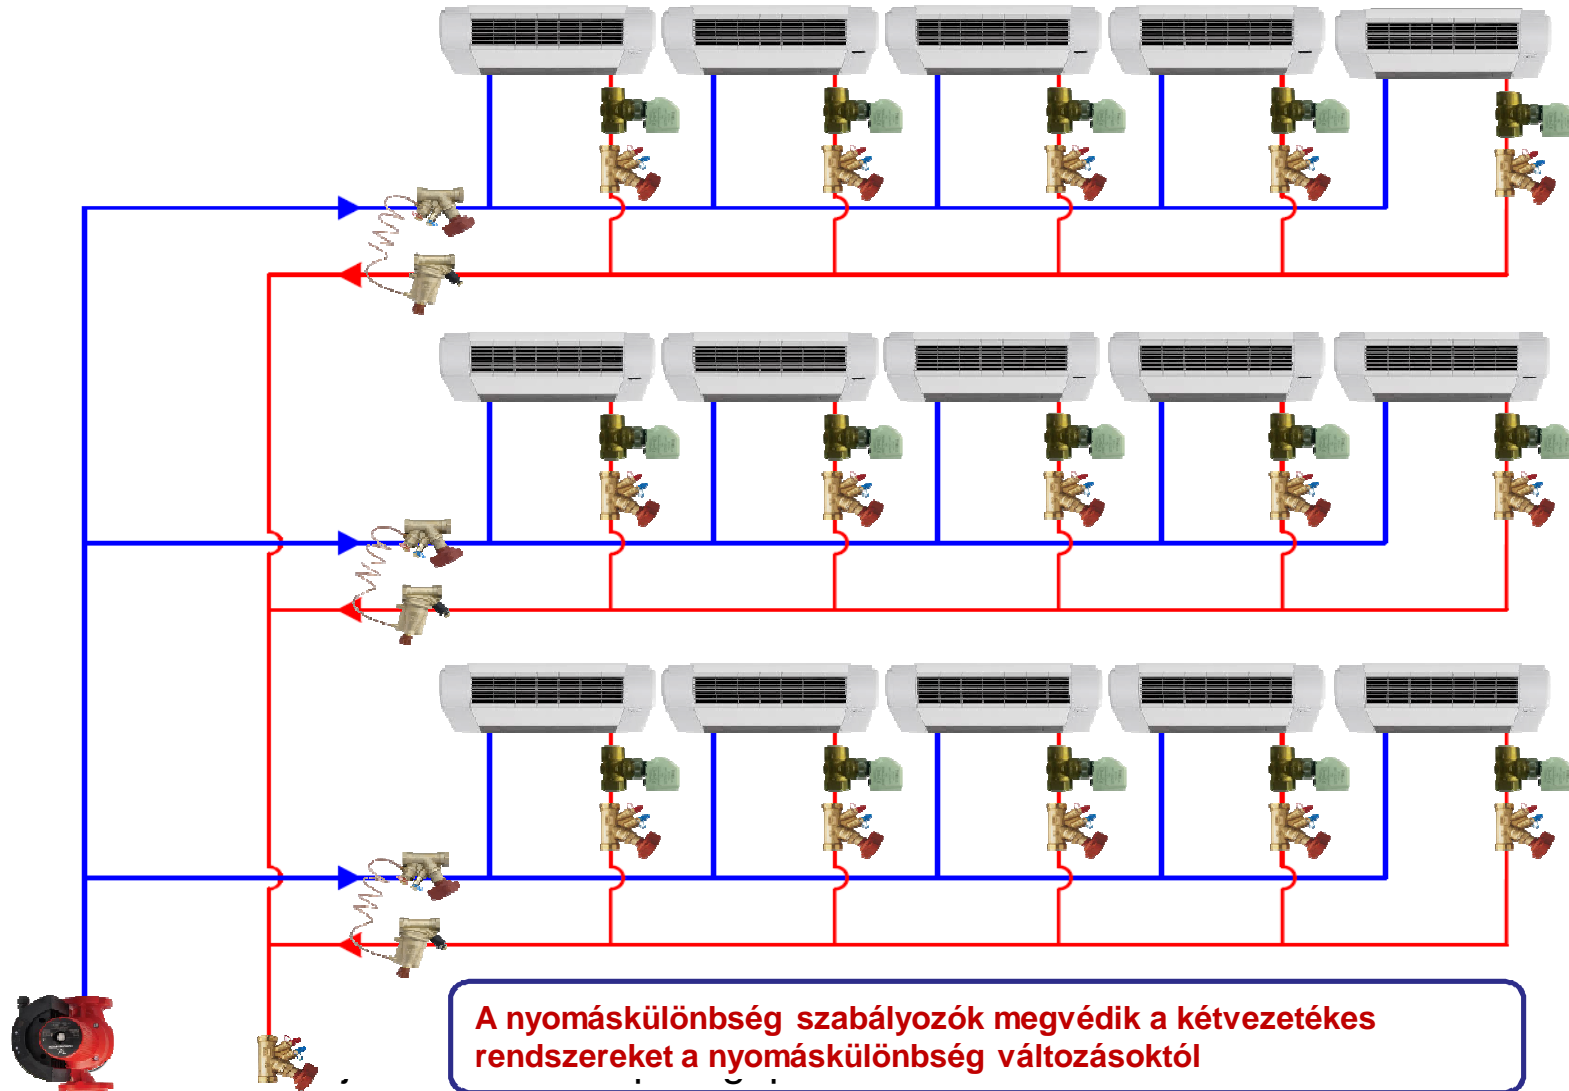 A nyomáskülönbség szabályozók megvédik a kétvezetékes
rendszereket a nyomáskülönbség változásoktól